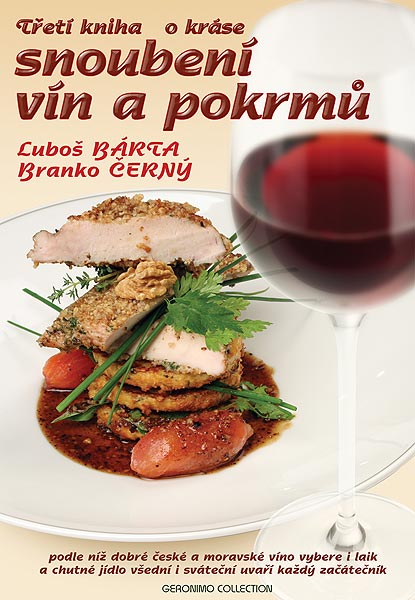 Třetí kniha o kráse
snoubení
vín a pokrmů
Luboš BÁRTA
Branko ČERNÝ
podle níž dobré české a moravské víno vybere i laik
a chutné jídlo všední i sváteční uvaří každý začátečník
GERONIMO COLLECTION